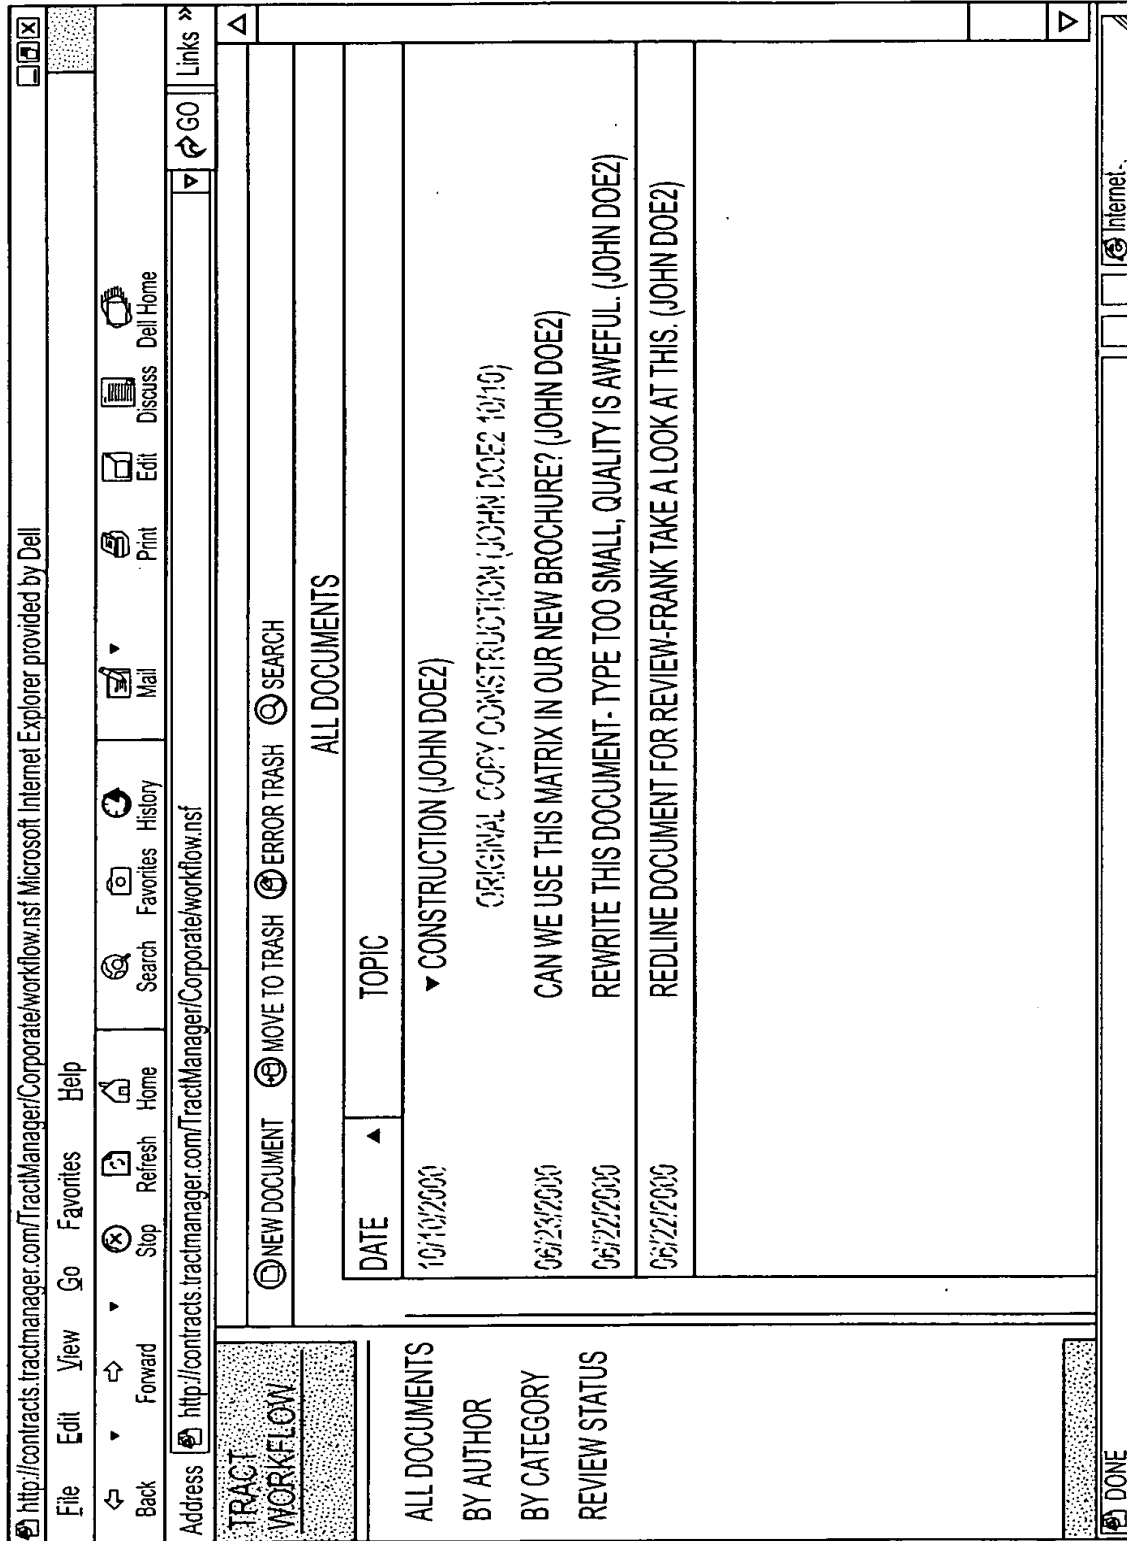 http://contracts.tractmanager.com/TractManager/Corporate/workflow.nsf Microsoft Internet Explorer provided by Dell
File Edit View Go Favorites Help
Back Forward Stop Refresh Home Search Favorites History Mail Print Edit Discuss Dell Home
Address http://contracts.tractmanager.com/TractManager/Corporate/workflow.nsf GO Links »
TRACT
WORKFLOW
ALL DOCUMENTS
BY AUTHOR
BY CATEGORY
REVIEW STATUS
NEW DOCUMENT MOVE TO TRASH ERROR TRASH SEARCH
ALL DOCUMENTS
DATE TOPIC
10/10/2000 CONSTRUCTION (JOHN DOE2)
ORIGINAL COPY CONSTRUCTION (JOHN DOE2 10/10)
06/23/2000 CAN WE USE THIS MATRIX IN OUR NEW BROCHURE? (JOHN DOE2)
06/22/2000 REWRITE THIS DOCUMENT- TYPE TOO SMALL, QUALITY IS AWEFUL. (JOHN DOE2)
06/22/2000 REDLINE DOCUMENT FOR REVIEW-FRANK TAKE A LOOK AT THIS. (JOHN DOE2)
DONE Internet